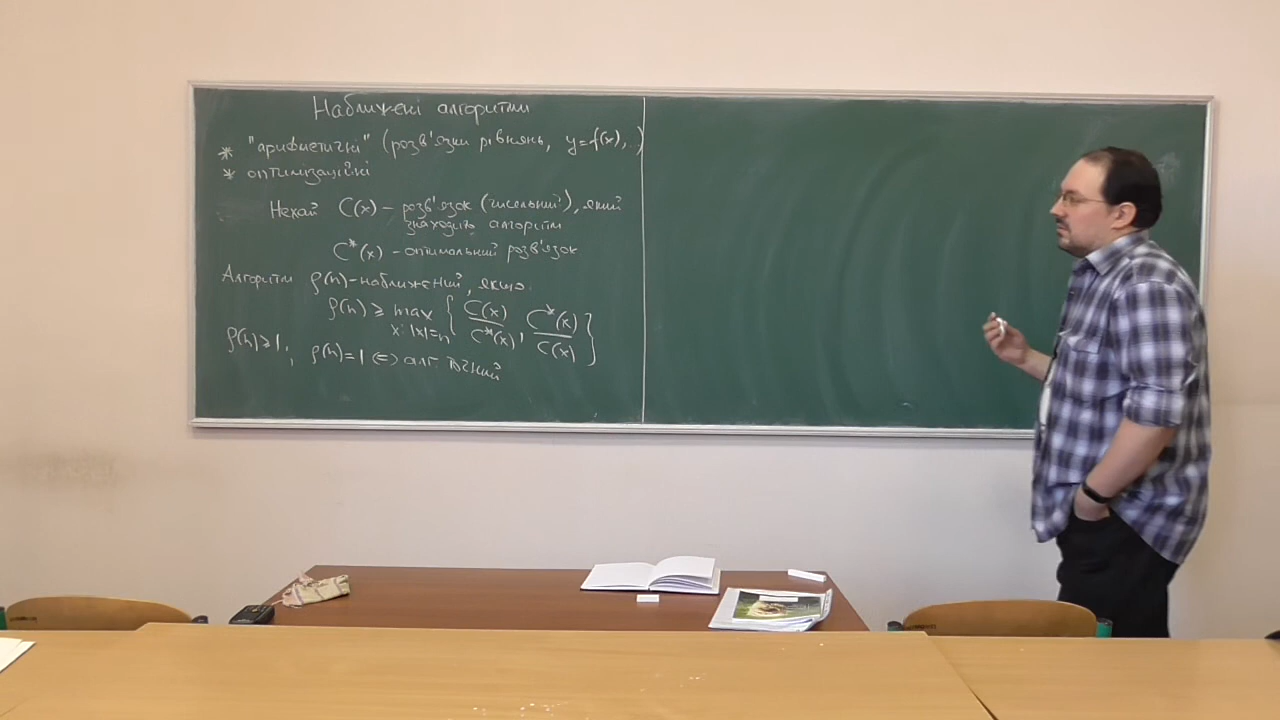 Наближені алгоритми
* "арифметичні" (розв'язки рівнянь, y=f(x),...)
* оптимізаційні
Нехай C(x) – розв'язок (чисельний!), який
знаходить алгоритм
C*(x) – оптимальний розв'язок
Алгоритм ρ(n)-наближений, якщо:
ρ(n) ≥ max { C(x) / C*(x), C*(x) / C(x) }
x: |x|=n
ρ(n) ≥ 1; ρ(n)=1 <=> алг. точний